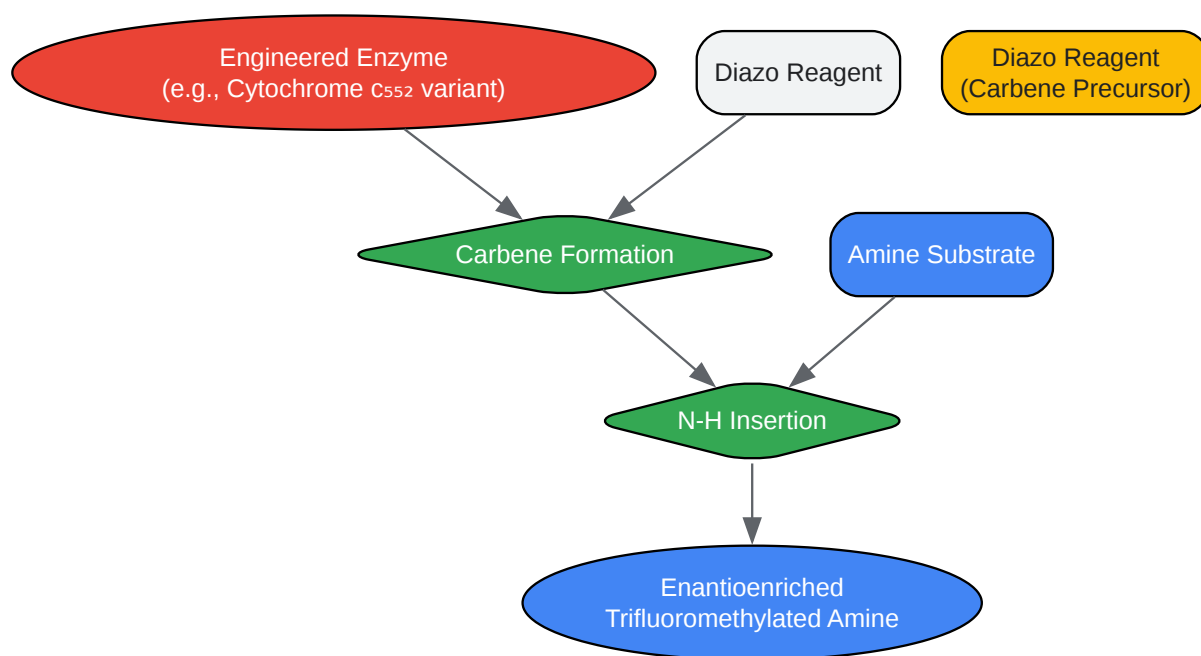 Engineered Enzyme
(e.g., Cytochrome c₅₅₂ variant)
Diazo Reagent
Diazo Reagent
(Carbene Precursor)
Carbene Formation
Amine Substrate
N-H Insertion
Enantioenriched
Trifluoromethylated Amine